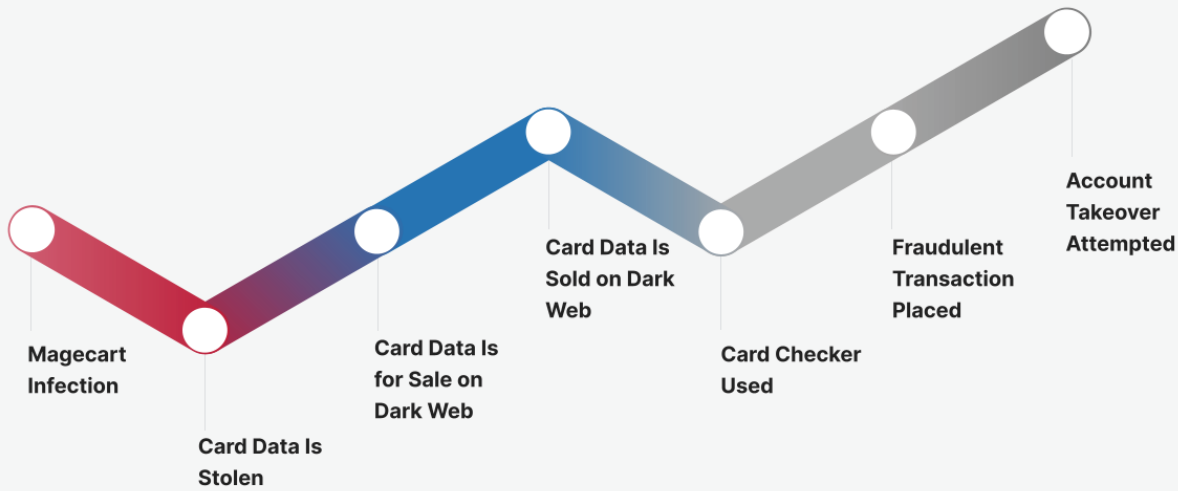 Magecart
Infection
Card Data Is
Stolen
Card Data Is
for Sale on
Dark Web
Card Data Is
Sold on Dark
Web
Card Checker
Used
Fraudulent
Transaction
Placed
Account
Takeover
Attempted